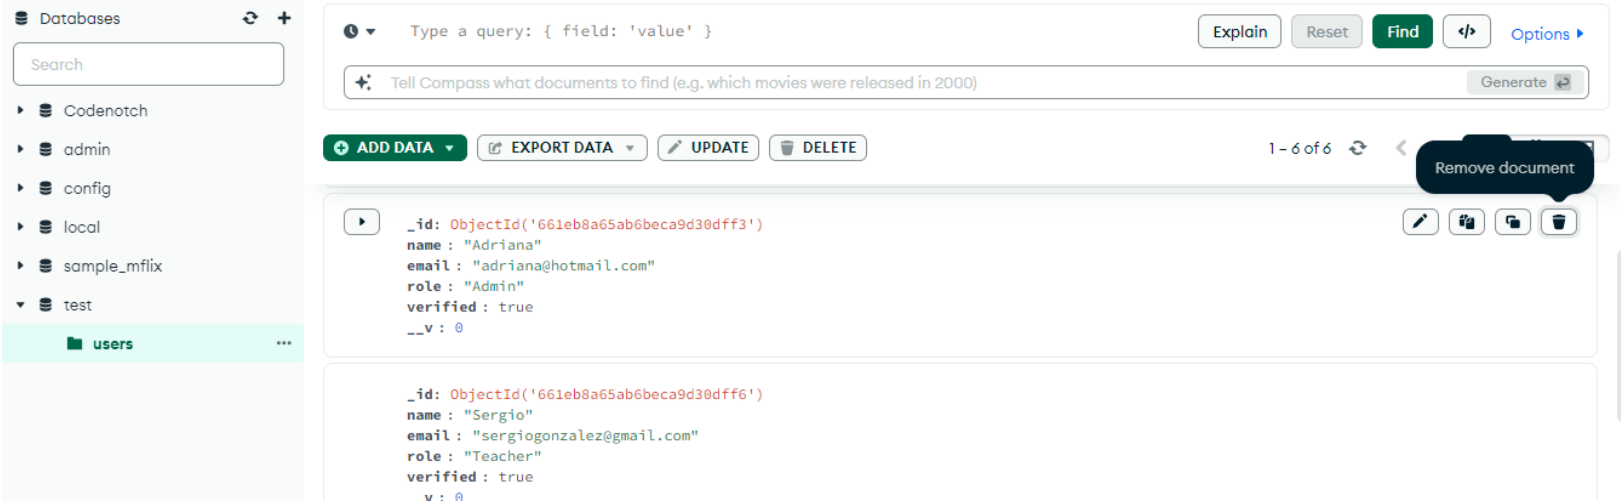 Databases
Search
Codenotch
admin
config
local
sample_mflix
test
users
Type a query: { field: 'value' }
Explain
Reset
Find
</>
Options
Tell Compass what documents to find (e.g. which movies were released in 2000)
Generate
ADD DATA
EXPORT DATA
UPDATE
DELETE
1 – 6 of 6
Remove document
_id: ObjectId('661eb8a65ab6beca9d30dff3')
name : "Adriana"
email : "adriana@hotmail.com"
role : "Admin"
verified : true
__v : 0
_id: ObjectId('661eb8a65ab6beca9d30dff6')
name : "Sergio"
email : "sergiogonzalez@gmail.com"
role : "Teacher"
verified : true
__v : 0